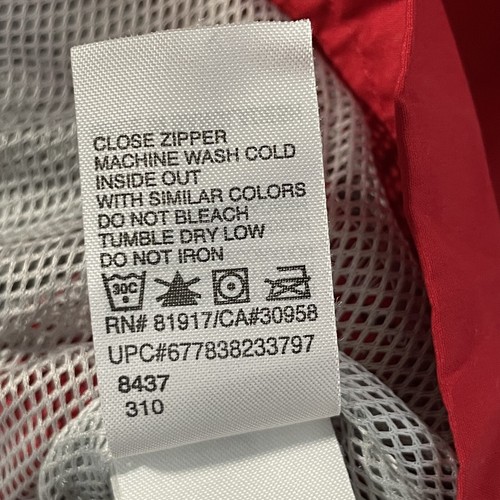 CLOSE ZIPPER
MACHINE WASH COLD
INSIDE OUT
WITH SIMILAR COLORS
DO NOT BLEACH
TUMBLE DRY LOW
DO NOT IRON
30C
RN# 81917/CA#30958
UPC#677838233797
8437
310